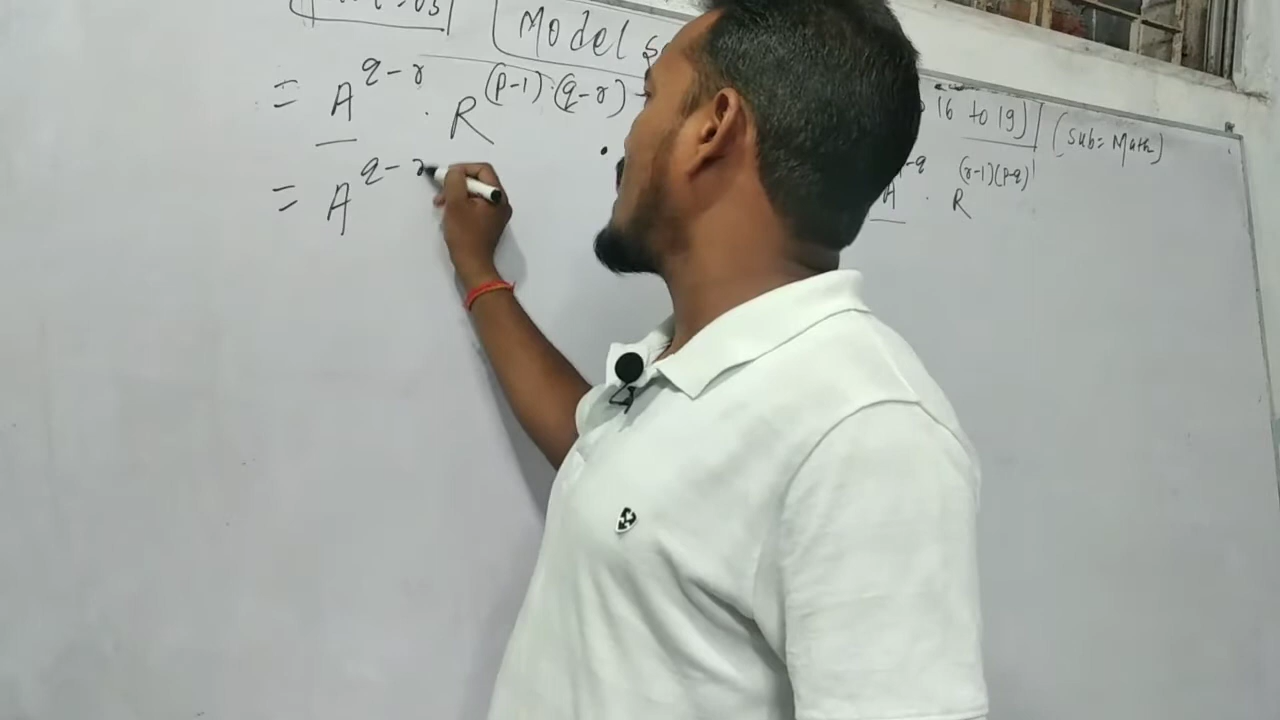 Model
16 to 19)] (Sub= Math)
= A^{q-r} · R^{(p-1)·(q-r)} · A^{-q} · R^{(r-1)(p-q)}
= A^{q-r}